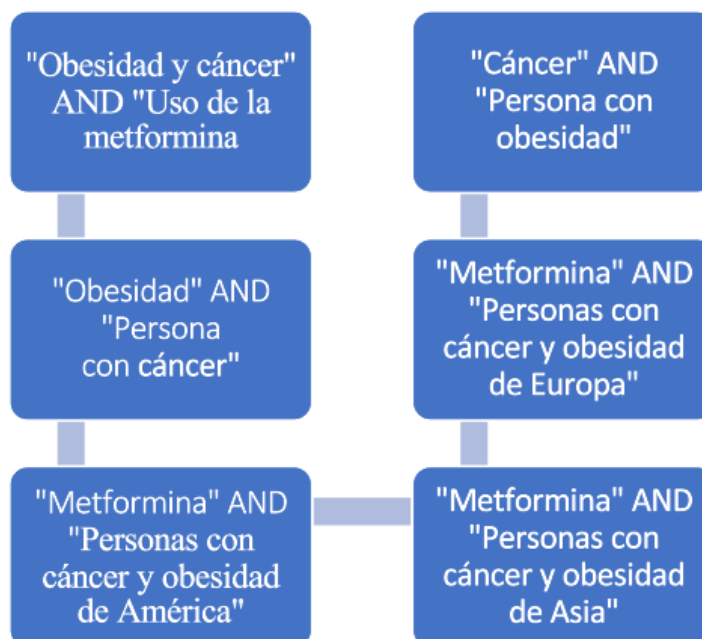 "Obesidad y cáncer"
AND "Uso de la
metformina
"Obesidad" AND
"Persona
con cáncer"
"Metformina" AND
"Personas con
cáncer y obesidad
de América"
"Metformina" AND
"Personas con
cáncer y obesidad
de Asia"
"Metformina" AND
"Personas con
cáncer y obesidad
de Europa"
"Cáncer" AND
"Persona con
obesidad"